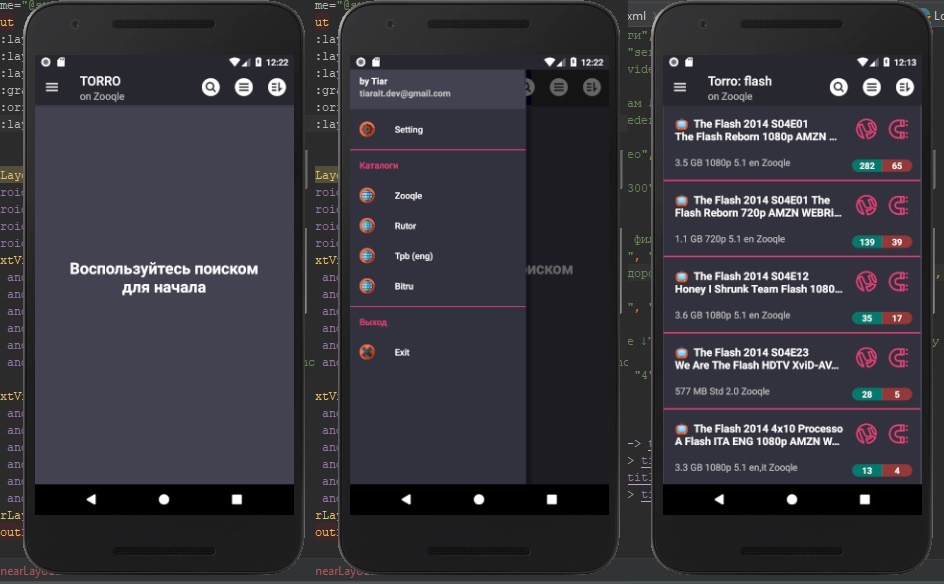 12:22
TORRO
on Zooqle
Воспользуйтесь поиском
для начала
12:22
by Tiar
tiarait.dev@gmail.com
Setting
Каталоги
Zooqle
Rutor
Tpb (eng)
Bitru
Выход
Exit
12:13
Torro: flash
on Zooqle
The Flash 2014 S04E01
The Flash Reborn 1080p AMZN ...
3.5 GB 1080p 5.1 en Zooqle
282 65
The Flash 2014 S04E01 The
Flash Reborn 720p AMZN WEBRi...
1.1 GB 720p 5.1 en Zooqle
139 39
The Flash 2014 S04E12
Honey I Shrunk Team Flash 1080...
3.6 GB 1080p 5.1 en Zooqle
35 17
The Flash 2014 S04E23
We Are The Flash HDTV XviD-AV...
577 MB Std 2.0 Zooqle
28 5
The Flash 2014 4x10 Processo
A Flash ITA ENG 1080p AMZN W...
3.3 GB 1080p 5.1 en,it Zooqle
13 4